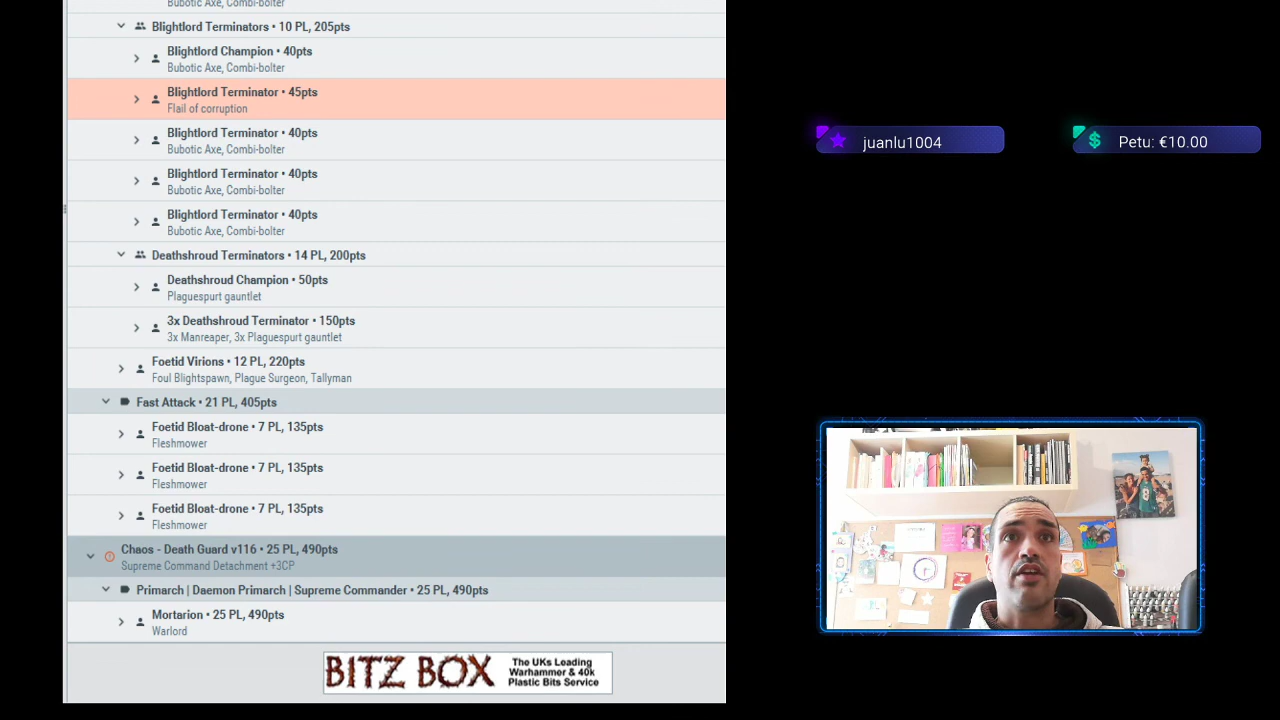 Bubotic Axe, Combi-bolter
Blightlord Terminators • 10 PL, 205pts
Blightlord Champion • 40pts
Bubotic Axe, Combi-bolter
Blightlord Terminator • 45pts
Flail of corruption
Blightlord Terminator • 40pts
Bubotic Axe, Combi-bolter
Blightlord Terminator • 40pts
Bubotic Axe, Combi-bolter
Blightlord Terminator • 40pts
Bubotic Axe, Combi-bolter
Deathshroud Terminators • 14 PL, 200pts
Deathshroud Champion • 50pts
Plaguespurt gauntlet
3x Deathshroud Terminator • 150pts
3x Manreaper, 3x Plaguespurt gauntlet
Foetid Virions • 12 PL, 220pts
Foul Blightspawn, Plague Surgeon, Tallyman
Fast Attack • 21 PL, 405pts
Foetid Bloat-drone • 7 PL, 135pts
Fleshmower
Foetid Bloat-drone • 7 PL, 135pts
Fleshmower
Foetid Bloat-drone • 7 PL, 135pts
Fleshmower
Chaos - Death Guard v116 • 25 PL, 490pts
Supreme Command Detachment +3CP
Primarch | Daemon Primarch | Supreme Commander • 25 PL, 490pts
Mortarion • 25 PL, 490pts
Warlord
BITZ BOX
The UKs Leading
Warhammer & 40k
Plastic Bits Service
juanlu1004
Petu: €10.00
8